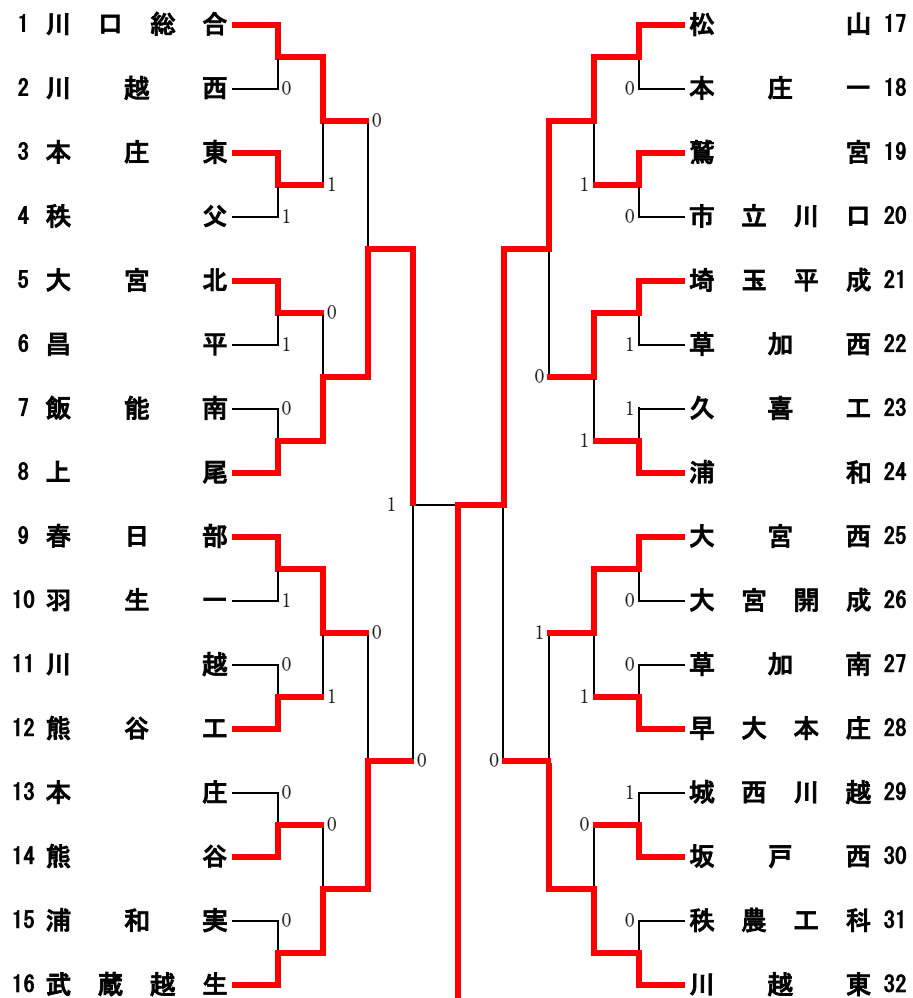 1 川口総合
0
2 川越西
0
3 本庄東
1
4 秩父
1
5 大宮北
0
6 昌平
1
7 飯能南
0
8 上尾
1
9 春日部
10 羽生一
1
0
11 川越
0
12 熊谷工
1
13 本庄
0
14 熊谷
0
15 浦和実
0
16 武蔵越生
0
松山 17
0 本庄一 18
鷲宮 19
1
0 市立川口 20
埼玉平成 21
1 草加西 22
0
1 久喜工 23
1
浦和 24
大宮西 25
0 大宮開成 26
1
0 草加南 27
1
早大本庄 28
0
1 城西川越 29
0
坂戸西 30
0 秩農工科 31
川越東 32